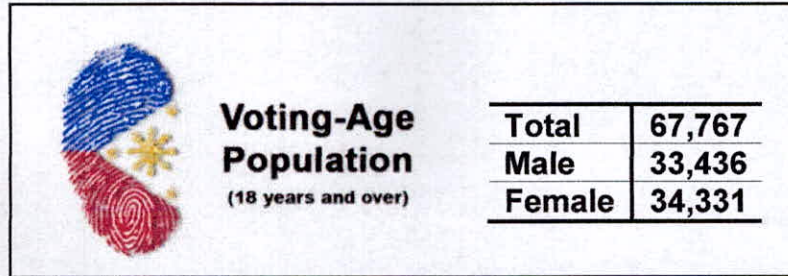 Voting-Age
Population
(18 years and over)
Total 67,767
Male 33,436
Female 34,331